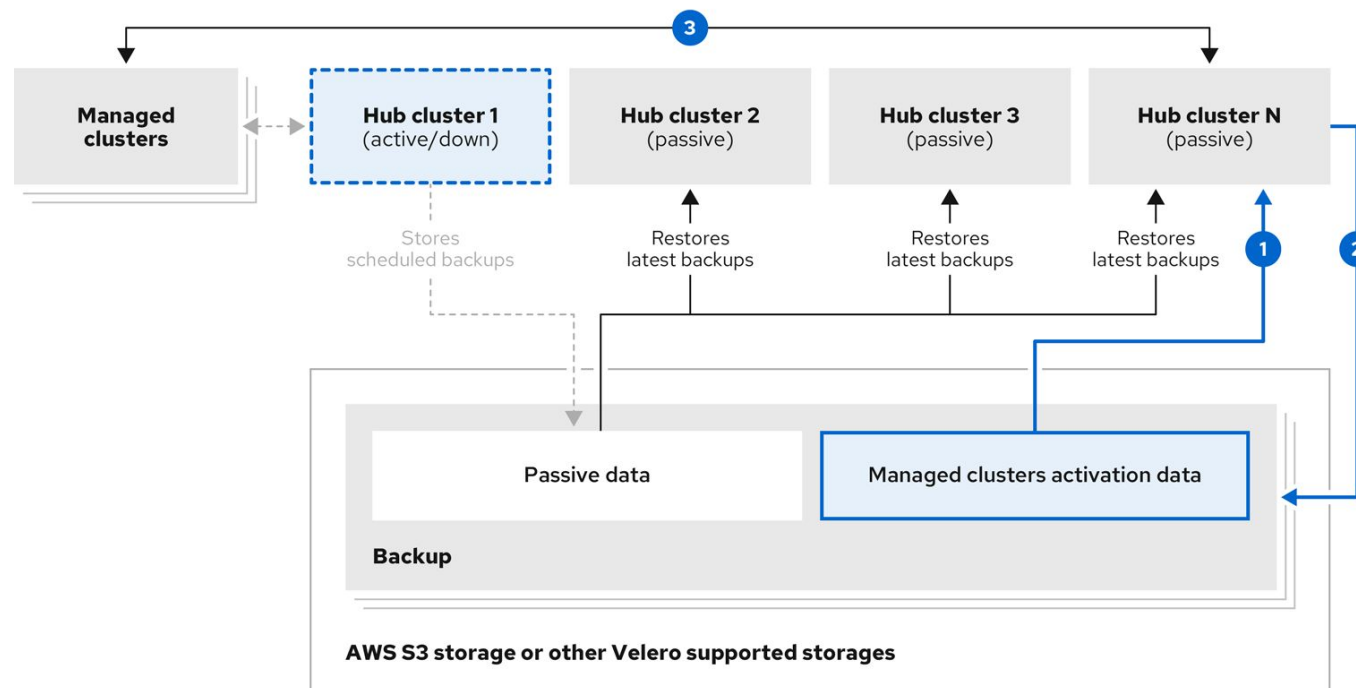 3
Managed
clusters
Hub cluster 1
(active/down)
Hub cluster 2
(passive)
Hub cluster 3
(passive)
Hub cluster N
(passive)
Stores
scheduled backups
Restores
latest backups
Restores
latest backups
Restores
latest backups
1
2
Passive data
Managed clusters activation data
Backup
AWS S3 storage or other Velero supported storages